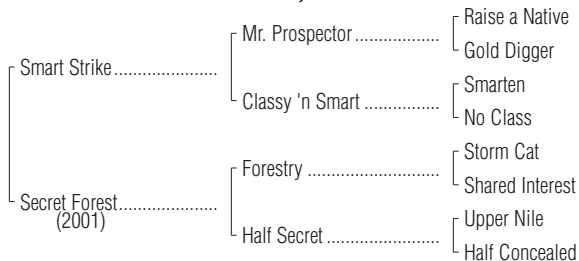 Raise a Native
Mr. Prospector ..................
Gold Digger
Smart Strike......................
Smarten
Classy 'n Smart ................
No Class
Storm Cat
Forestry ............................
Shared Interest
Secret Forest.....................
(2001)
Upper Nile
Half Secret ........................
Half Concealed